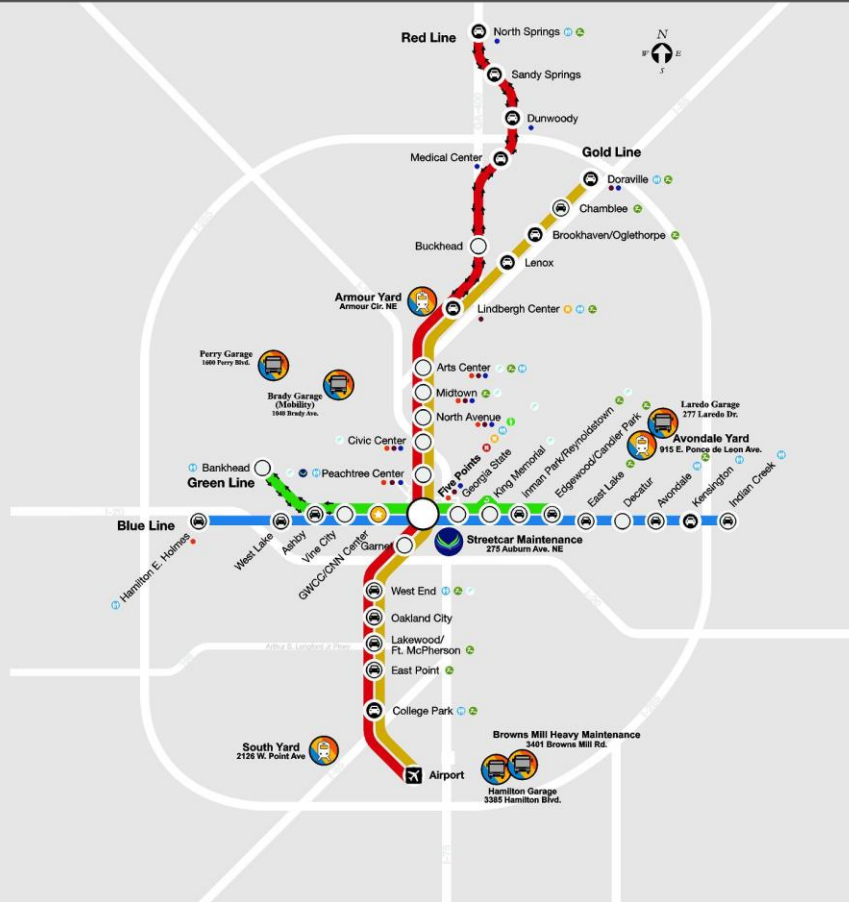 Red Line
North Springs
N
W E
S
Sandy Springs
Dunwoody
Medical Center
Gold Line
Doraville
Chamblee
Brookhaven/Oglethorpe
Buckhead
Lenox
Armour Yard
Armour Cir. NE
Lindbergh Center
Perry Garage
1600 Perry Blvd.
Arts Center
Brady Garage
(Mobility)
1040 Brady Ave.
Midtown
North Avenue
Laredo Garage
277 Laredo Dr.
Civic Center
Avondale Yard
915 E. Ponce de Leon Ave.
Bankhead
Green Line
Peachtree Center
Five Points
Georgia State
King Memorial
Inman Park/Reynoldstown
Edgewood/Candler Park
East Lake
Decatur
Avondale
Kensington
Indian Creek
Blue Line
Hamilton E. Holmes
West Lake
Ashby
Vine City
GWCC/CNN Center
Garnet
Streetcar Maintenance
275 Auburn Ave. NE
West End
Oakland City
Lakewood/
Ft. McPherson
East Point
College Park
South Yard
2126 W. Point Ave
Airport
Browns Mill Heavy Maintenance
3401 Browns Mill Rd.
Hamilton Garage
3385 Hamilton Blvd.